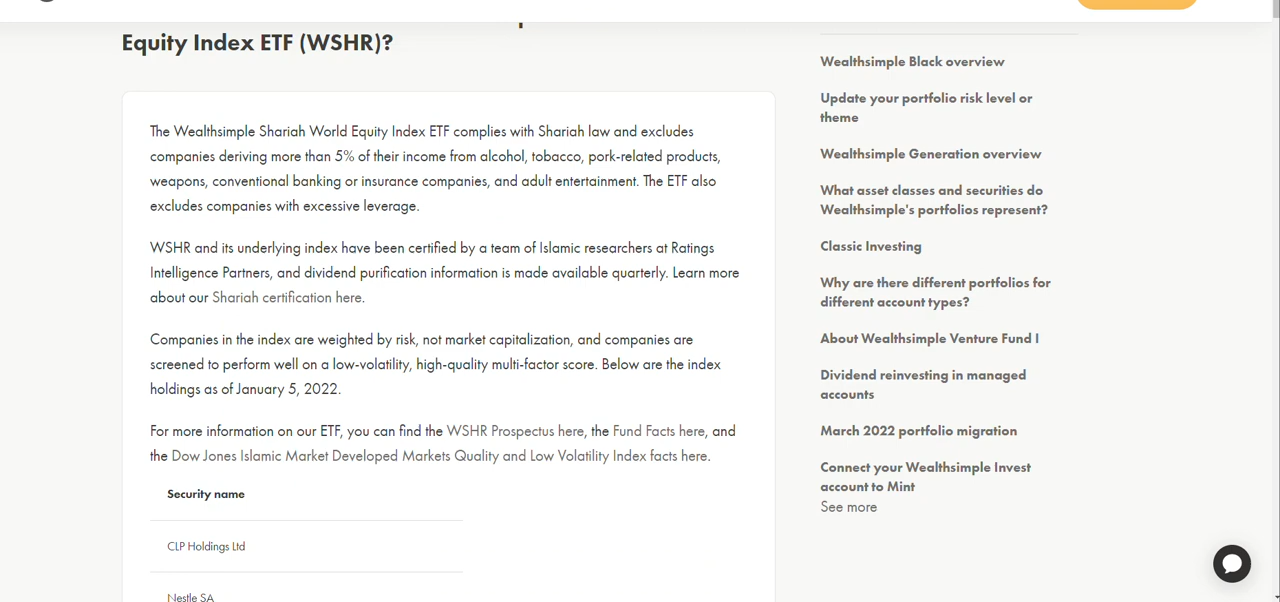 Equity Index ETF (WSHR)?
The Wealthsimple Shariah World Equity Index ETF complies with Shariah law and excludes
companies deriving more than 5% of their income from alcohol, tobacco, pork-related products,
weapons, conventional banking or insurance companies, and adult entertainment. The ETF also
excludes companies with excessive leverage.
WSHR and its underlying index have been certified by a team of Islamic researchers at Ratings
Intelligence Partners, and dividend purification information is made available quarterly. Learn more
about our Shariah certification here.
Companies in the index are weighted by risk, not market capitalization, and companies are
screened to perform well on a low-volatility, high-quality multi-factor score. Below are the index
holdings as of January 5, 2022.
For more information on our ETF, you can find the WSHR Prospectus here, the Fund Facts here, and
the Dow Jones Islamic Market Developed Markets Quality and Low Volatility Index facts here.
Security name
CLP Holdings Ltd
Nestle SA
Wealthsimple Black overview
Update your portfolio risk level or
theme
Wealthsimple Generation overview
What asset classes and securities do
Wealthsimple's portfolios represent?
Classic Investing
Why are there different portfolios for
different account types?
About Wealthsimple Venture Fund I
Dividend reinvesting in managed
accounts
March 2022 portfolio migration
Connect your Wealthsimple Invest
account to Mint
See more